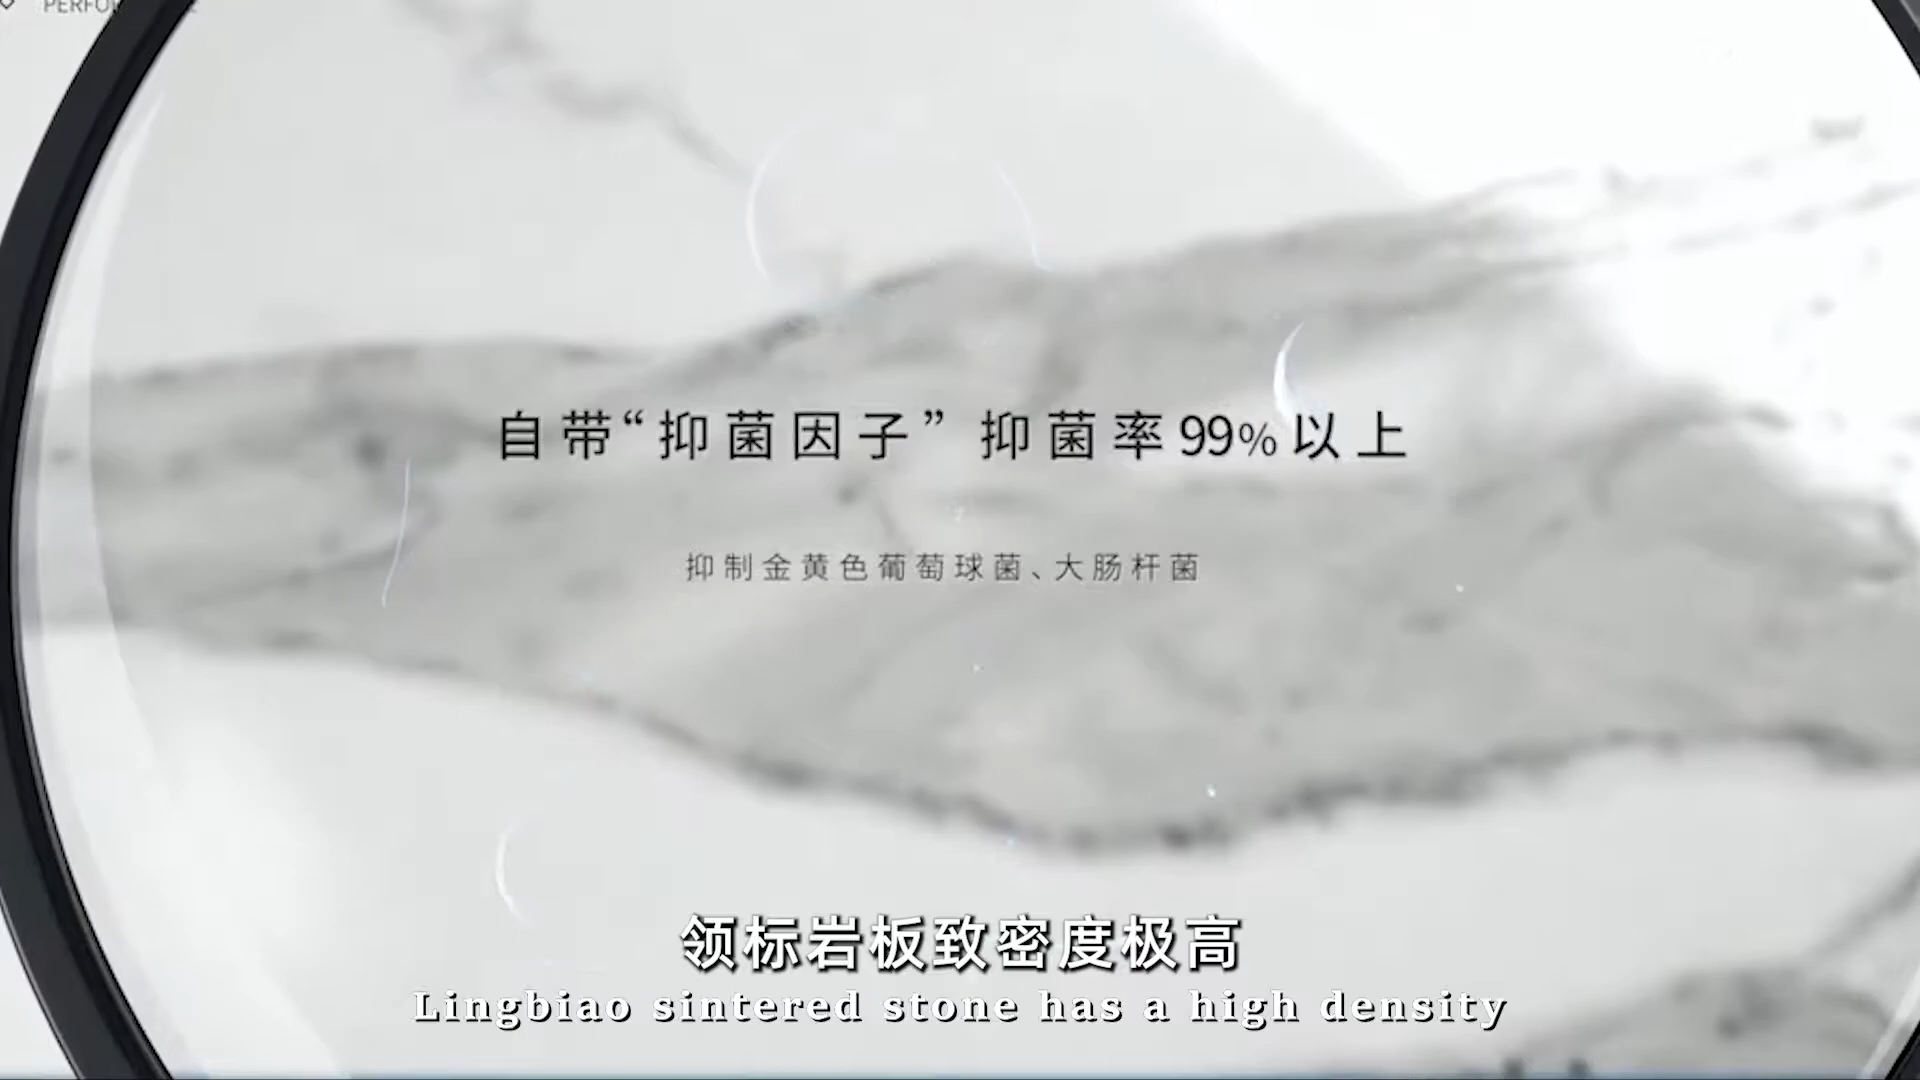 自带“抑菌因子” 抑菌率99%以上
抑制金黄色葡萄球菌、大肠杆菌
领标岩板致密度极高
Lingbiao sintered stone has a high density